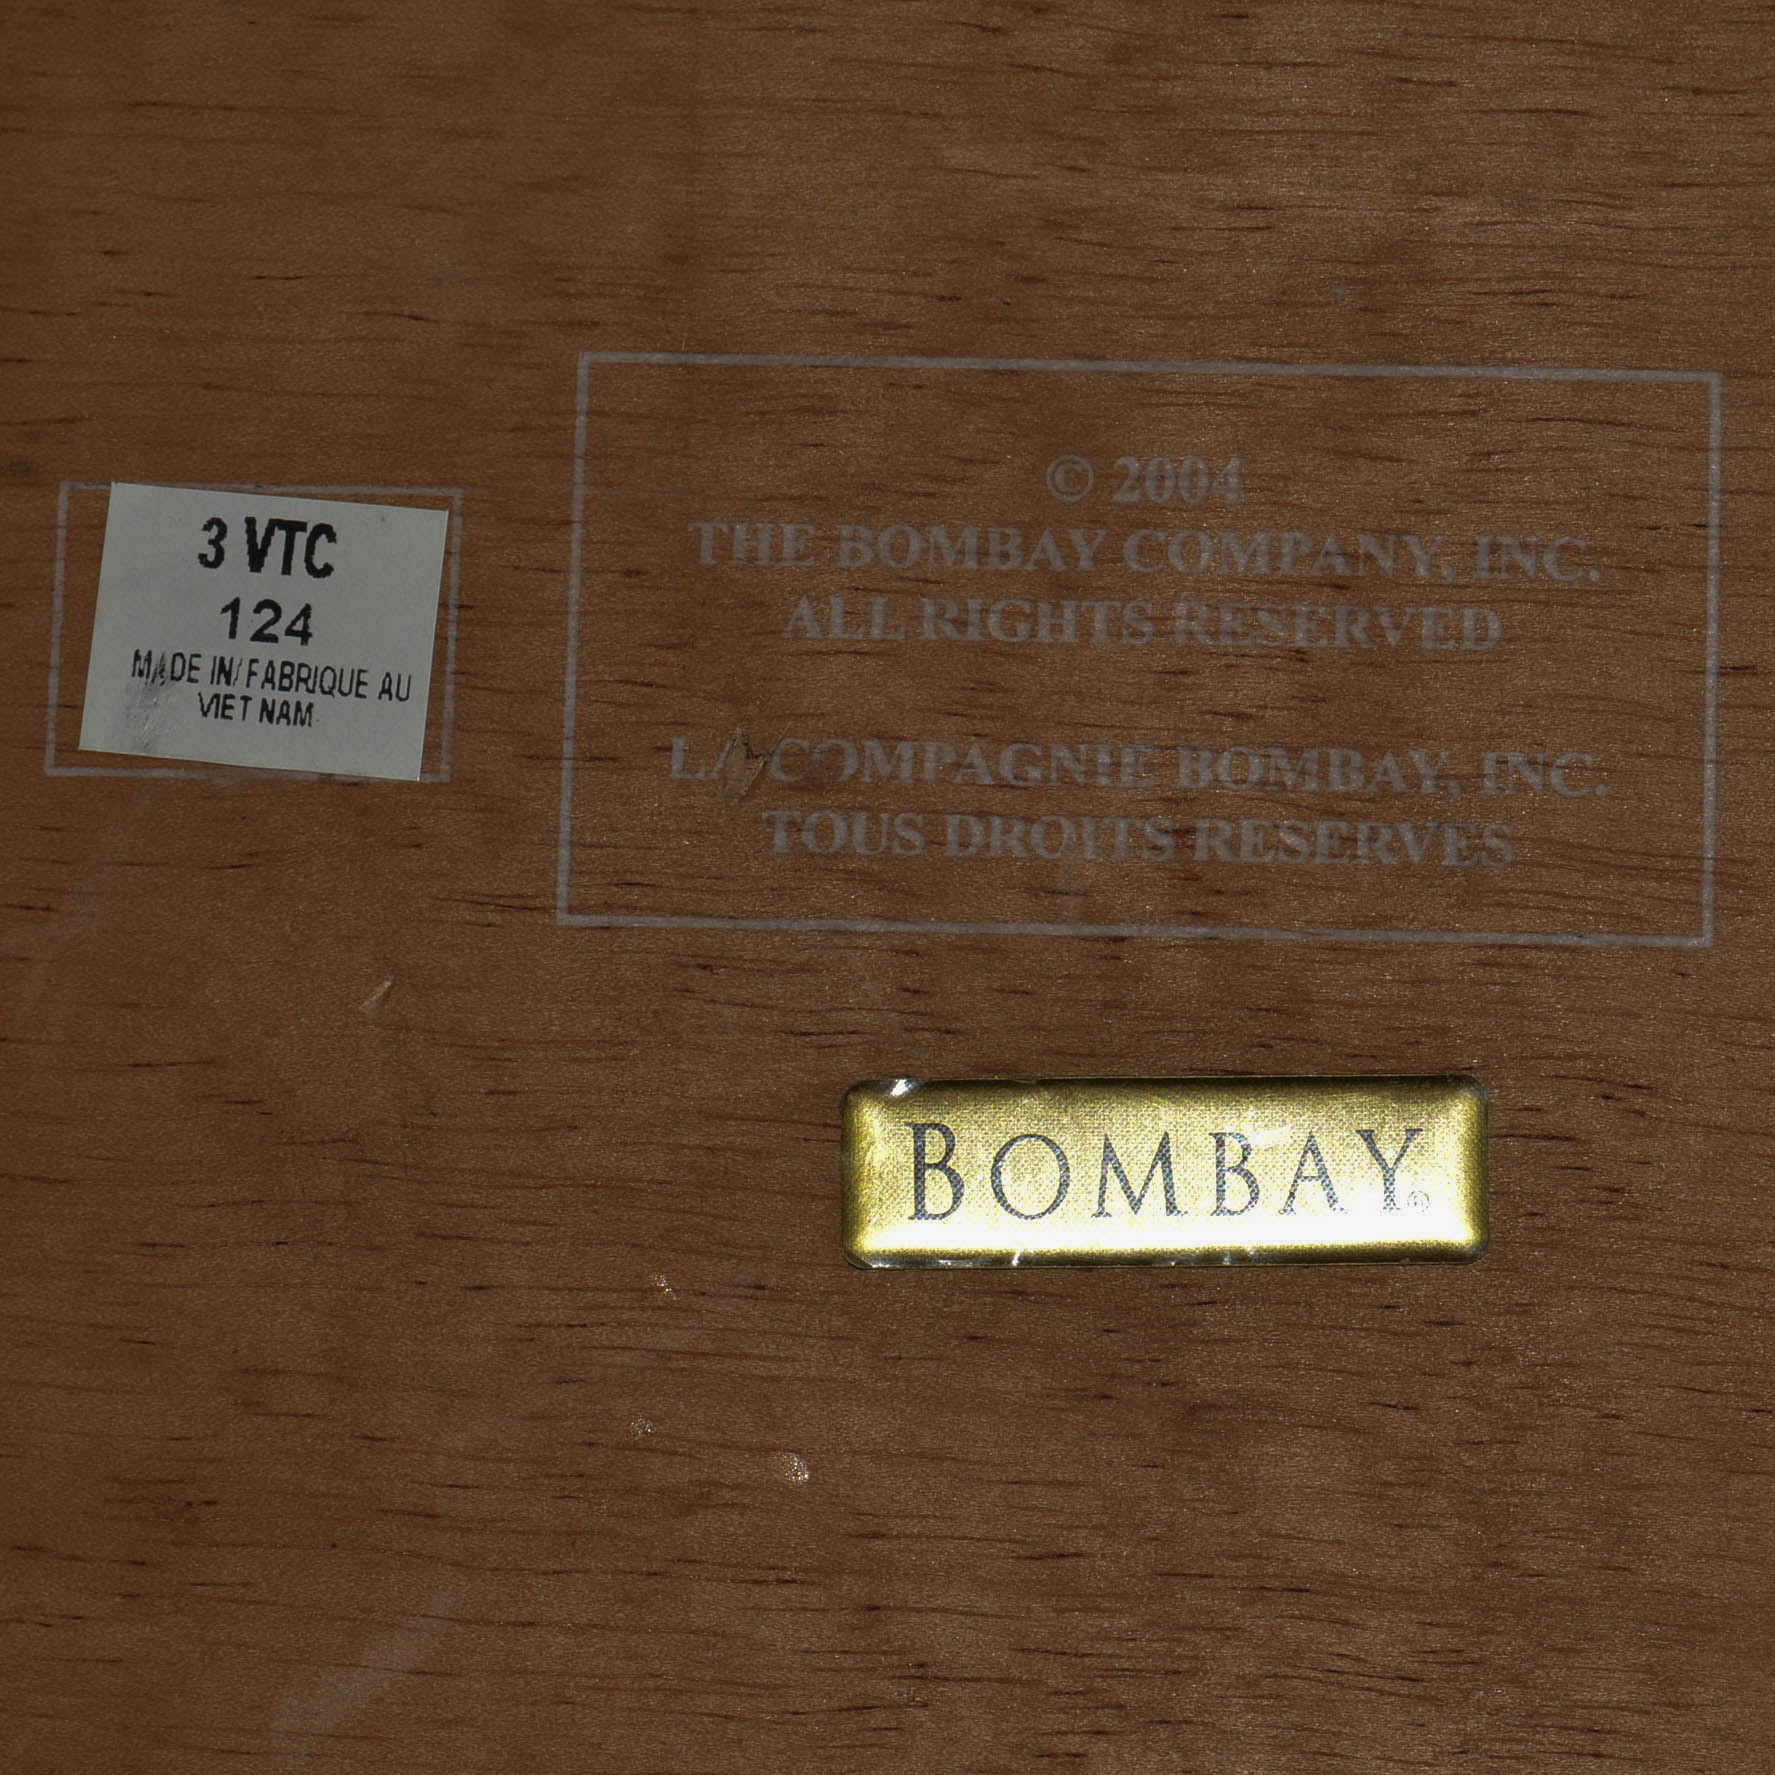 3 VTC
124
MADE IN/FABRIQUE AU
VIET NAM
© 2004
THE BOMBAY COMPANY, INC.
ALL RIGHTS RESERVED
LA COMPAGNIE BOMBAY, INC.
TOUS DROITS RESERVES
BOMBAY®